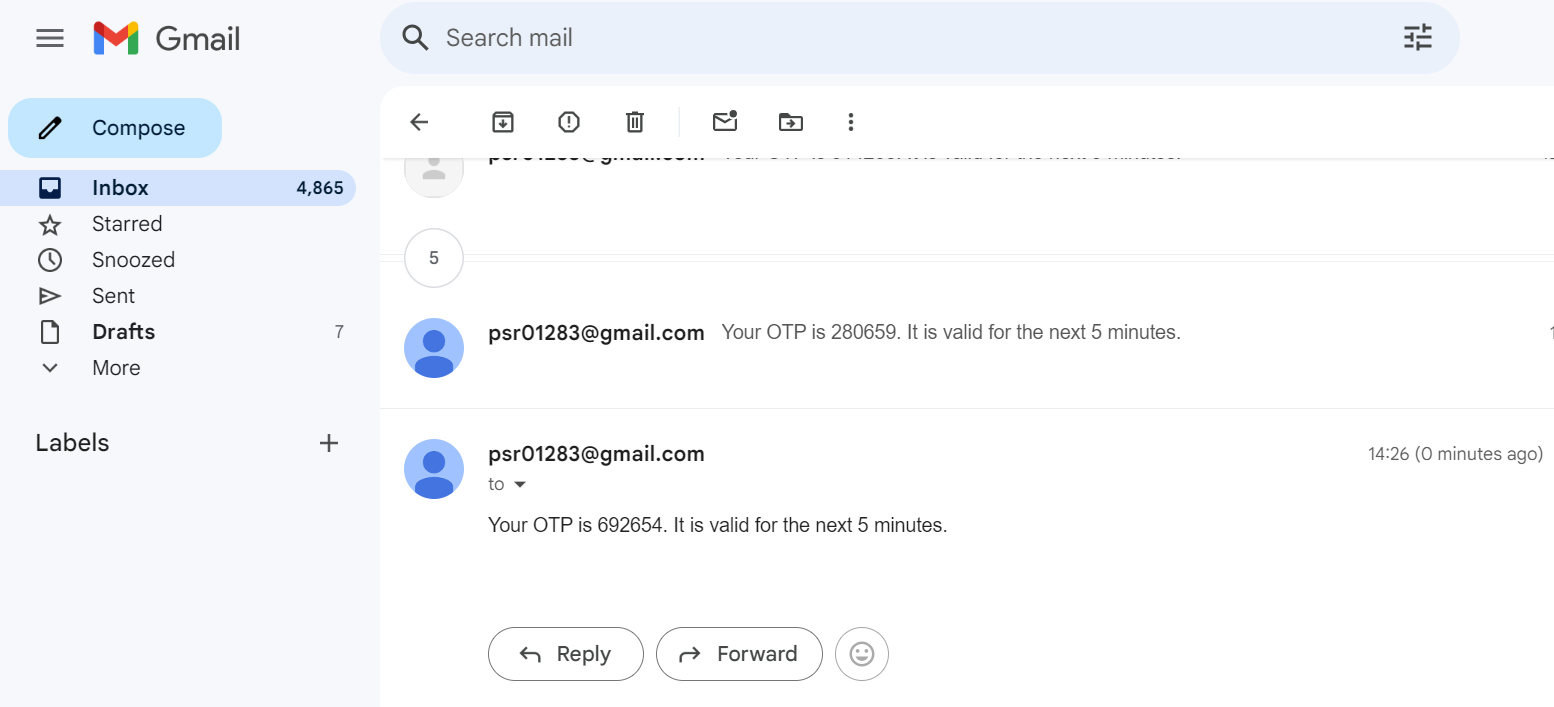 Gmail
Search mail
Compose
Inbox 4,865
Starred
Snoozed
Sent
Drafts 7
More
Labels
5
psr01283@gmail.com Your OTP is 280659. It is valid for the next 5 minutes.
psr01283@gmail.com 14:26 (0 minutes ago)
to
Your OTP is 692654. It is valid for the next 5 minutes.
Reply Forward